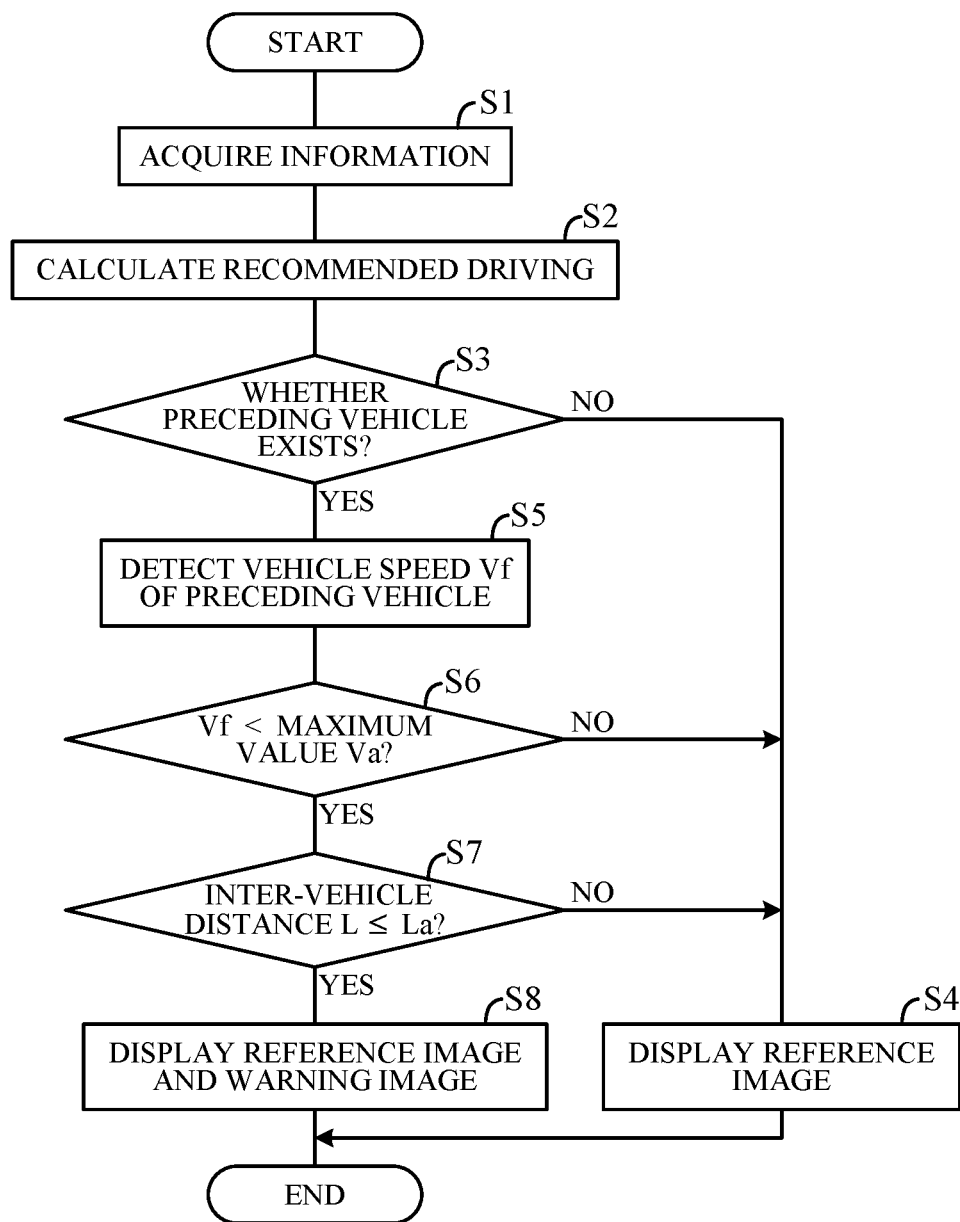 START
S1
ACQUIRE INFORMATION
S2
CALCULATE RECOMMENDED DRIVING
S3
WHETHER
PRECEDING VEHICLE
EXISTS?
NO
YES
S5
DETECT VEHICLE SPEED Vf
OF PRECEDING VEHICLE
S6
Vf < MAXIMUM
VALUE Va?
NO
YES
S7
INTER-VEHICLE
DISTANCE L ≤ La?
NO
YES
S8
DISPLAY REFERENCE IMAGE
AND WARNING IMAGE
S4
DISPLAY REFERENCE
IMAGE
END